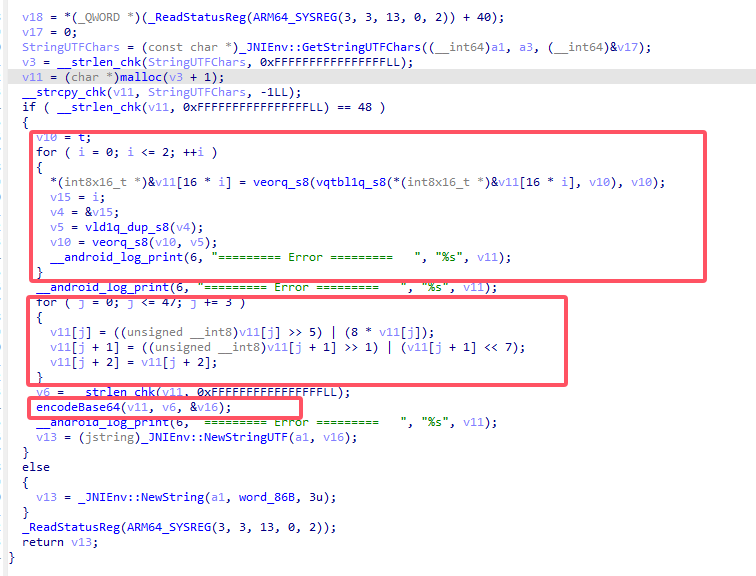 v18 = *(_QWORD *)(_ReadStatusReg(ARM64_SYSREG(3, 3, 13, 0, 2)) + 40);
v17 = 0;
StringUTFChars = (const char *)_JNIEnv::GetStringUTFChars((__int64)a1, a3, (__int64)&v17);
v3 = __strlen_chk(StringUTFChars, 0xFFFFFFFFFFFFFFFFLL);
v11 = (char *)malloc(v3 + 1);
__strcpy_chk(v11, StringUTFChars, -1LL);
if ( __strlen_chk(v11, 0xFFFFFFFFFFFFFFFFLL) == 48 )
{
v10 = t;
for ( i = 0; i <= 2; ++i )
{
*(int8x16_t *)&v11[16 * i] = veorq_s8(vqtbl1q_s8(*(int8x16_t *)&v11[16 * i], v10), v10);
v15 = i;
v4 = &v15;
v5 = vld1q_dup_s8(v4);
v10 = veorq_s8(v10, v5);
__android_log_print(6, "========= Error =========   ", "%s", v11);
}
__android_log_print(6, "========= Error =========   ", "%s", v11);
for ( j = 0; j <= 47; j += 3 )
{
v11[j] = ((unsigned __int8)v11[j] >> 5) | (8 * v11[j]);
v11[j + 1] = ((unsigned __int8)v11[j + 1] >> 1) | (v11[j + 1] << 7);
v11[j + 2] = v11[j + 2];
}
v6 = __strlen_chk(v11, 0xFFFFFFFFFFFFFFFFLL);
encodeBase64(v11, v6, &v16);
__android_log_print(6, "========= Error =========   ", "%s", v11);
v13 = (jstring)_JNIEnv::NewStringUTF(a1, v16);
}
else
{
v13 = _JNIEnv::NewString(a1, word_86B, 3u);
}
_ReadStatusReg(ARM64_SYSREG(3, 3, 13, 0, 2));
return v13;
}